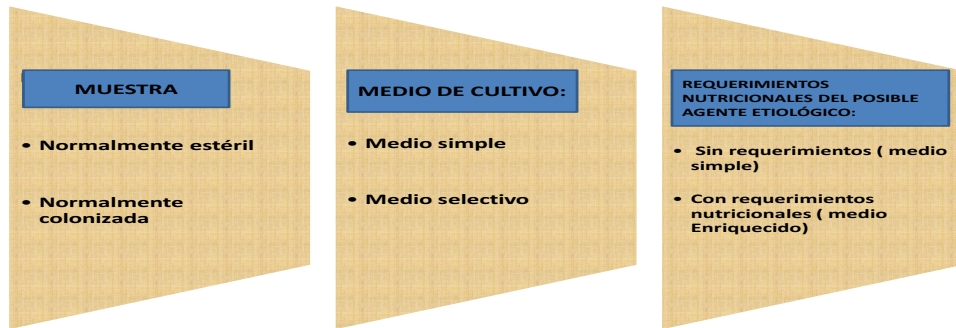 MUESTRA
• Normalmente estéril
• Normalmente
colonizada
MEDIO DE CULTIVO:
• Medio simple
• Medio selectivo
REQUERIMIENTOS
NUTRICIONALES DEL POSIBLE
AGENTE ETIOLÓGICO:
• Sin requerimientos ( medio
simple)
• Con requerimientos
nutricionales ( medio
Enriquecido)